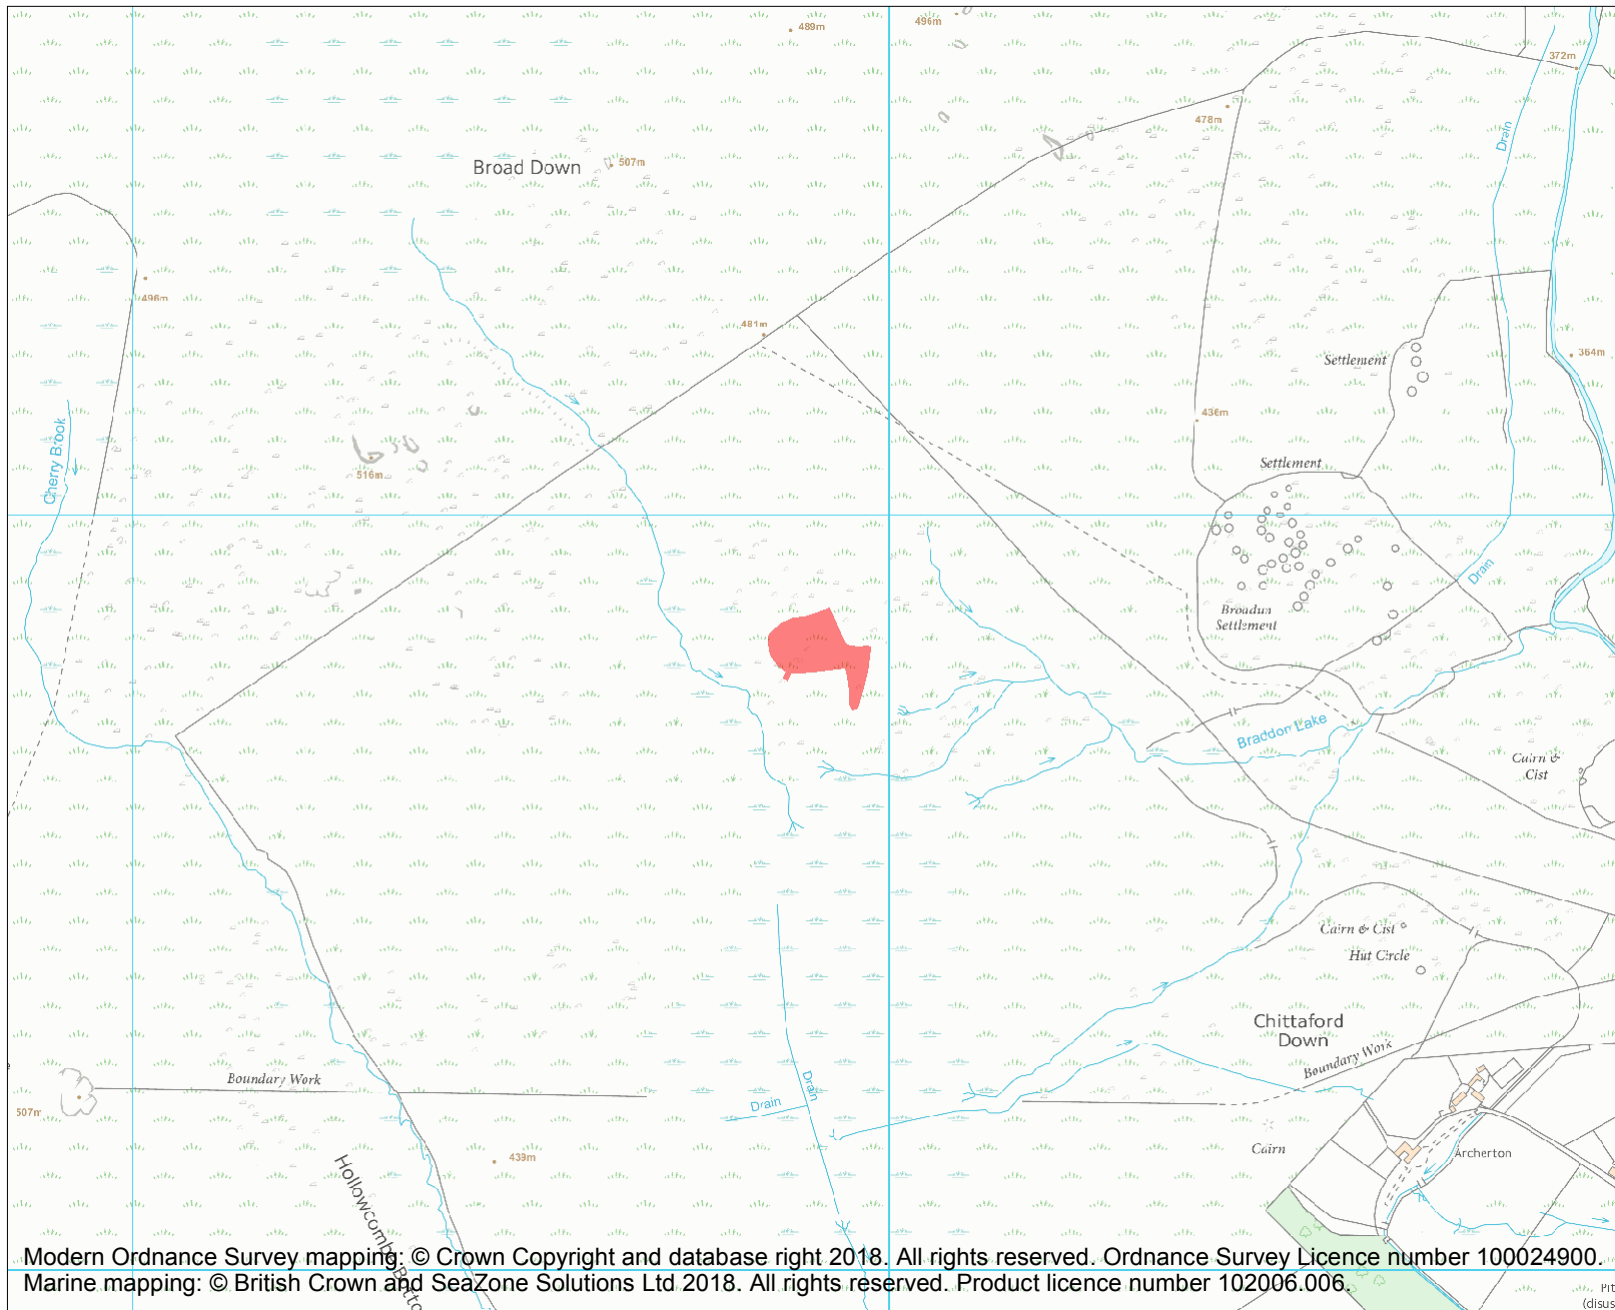 489m
496m
372m
478m
Drain
Broad Down
507m
496m
481m
Settlement
364m
436m
Cherry Brook
516m
Settlement
Drain
Broadun
Settlement
Braddon Lake
Cairn &
Cist
Cairn & Cist
Hut Circle
Chittaford
Down
Boundary Work
Boundary Work
507m
Drain
Drain
Cairn
Archerton
439m
Hollowcombe Botto
Modern Ordnance Survey mapping: © Crown Copyright and database right 2018. All rights reserved. Ordnance Survey Licence number 100024900.
Marine mapping: © British Crown and SeaZone Solutions Ltd 2018. All rights reserved. Product licence number 102006.006.
(disus